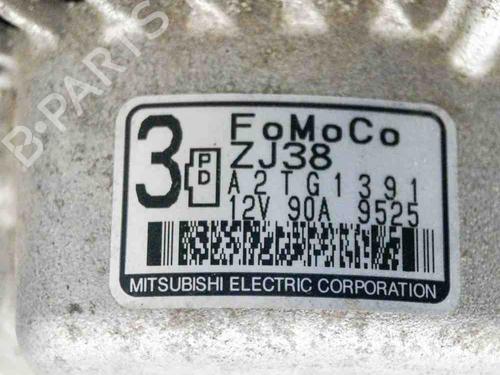 B-PARTS
3 PD FoMoCo
ZJ38
A2TG1391
12V 90A 9525
MITSUBISHI ELECTRIC CORPORATION